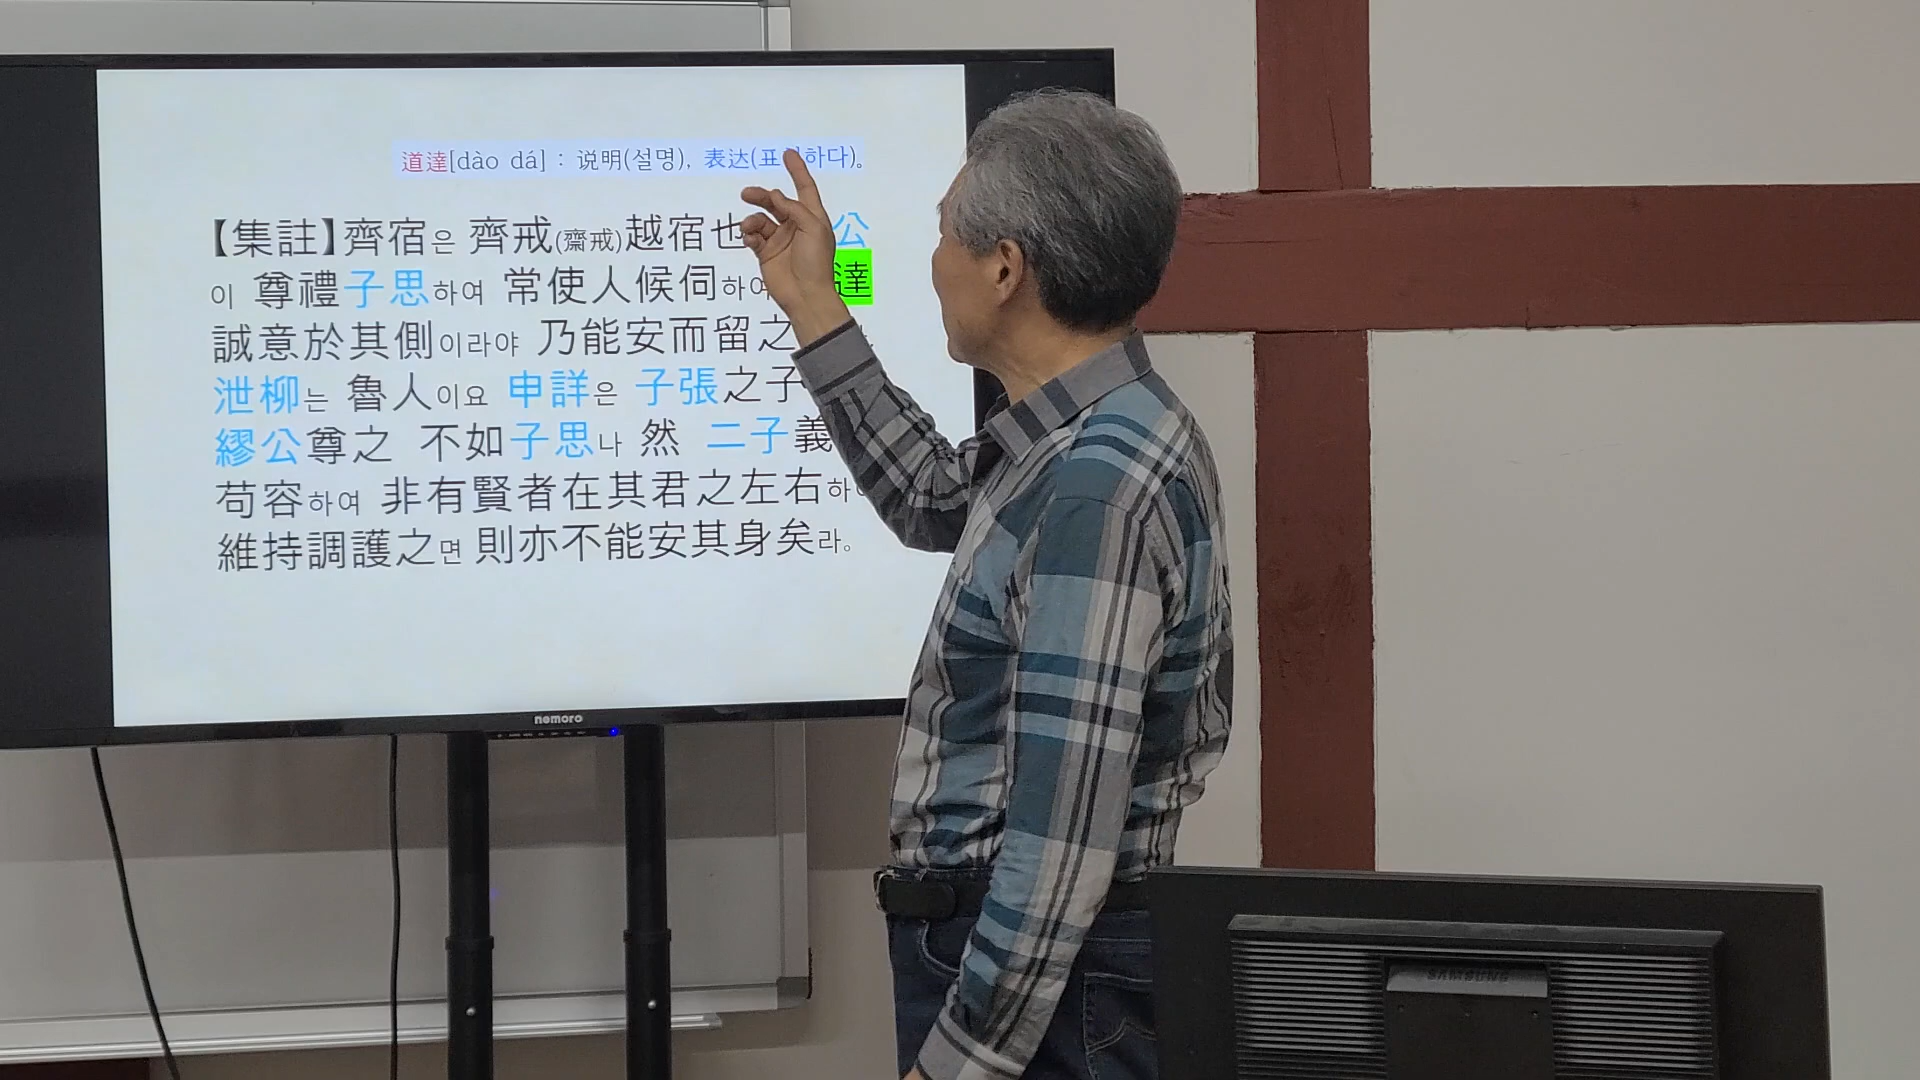 道達[dào dá] : 说明(설명), 表达(표하다)。
【集註】齊宿은 齊戒(齋戒)越宿也 公
이 尊禮子思하여 常使人候伺하여 達
誠意於其側이라야 乃能安而留之
泄柳는 魯人이요 申詳은 子張之子
繆公尊之 不如子思나 然 二子義
苟容하여 非有賢者在其君之左右하
維持調護之면 則亦不能安其身矣라。
nemoro
SAMSUNG